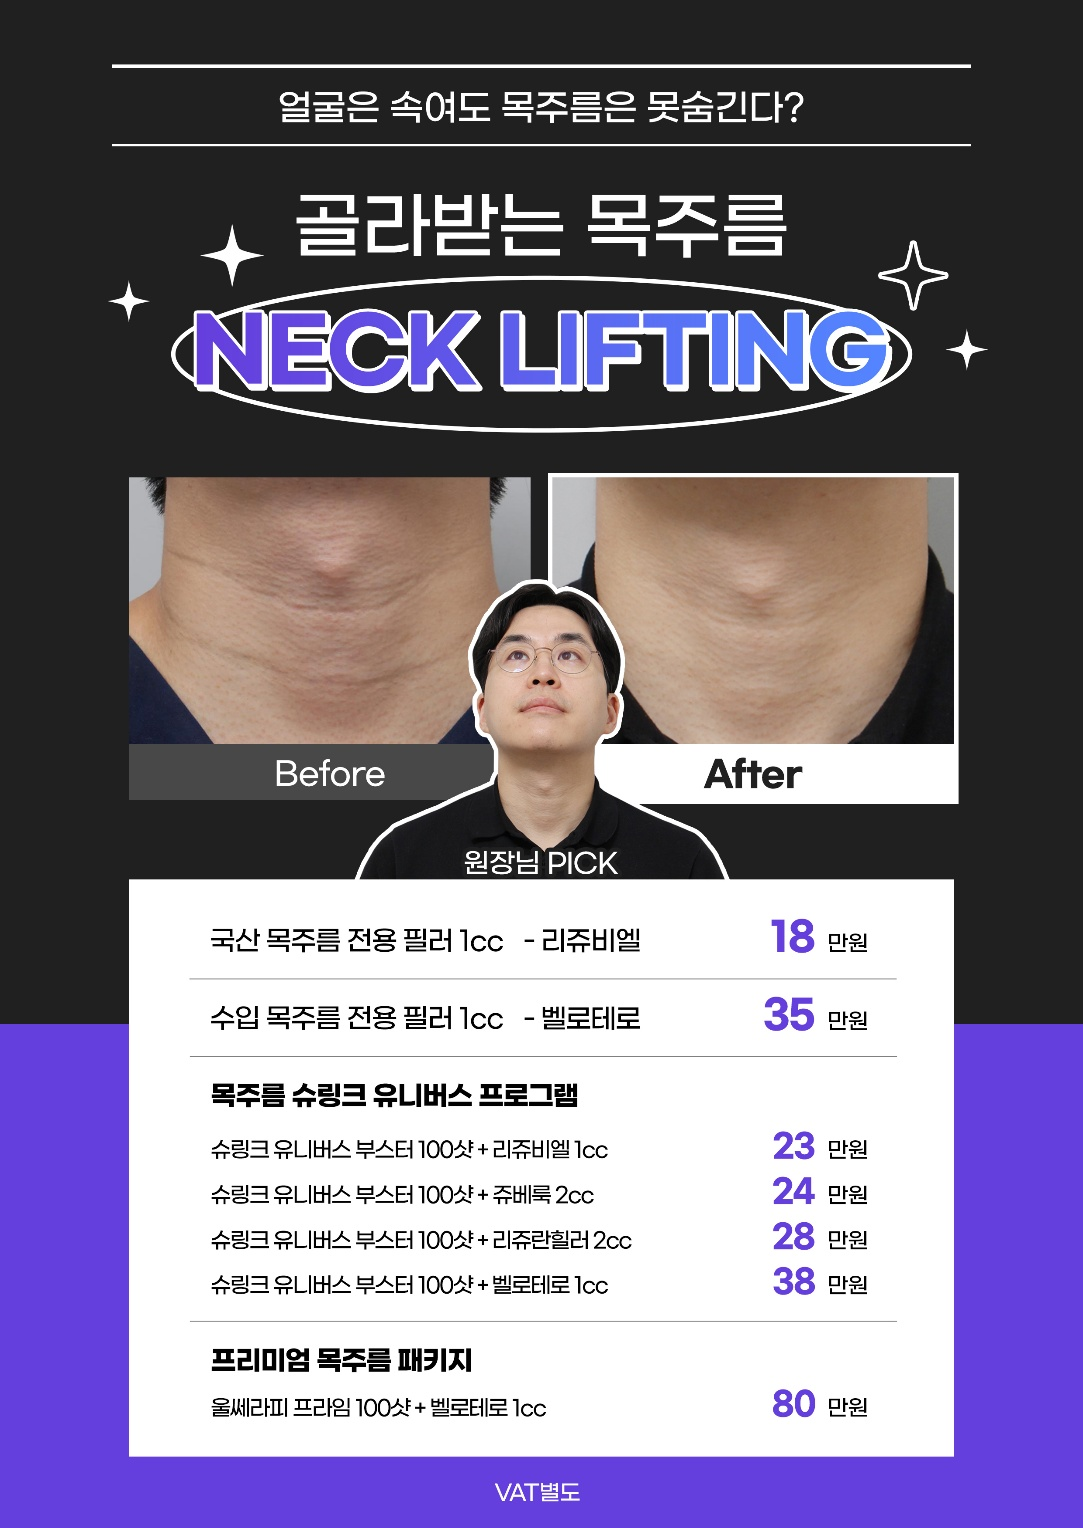 얼굴은 속여도 목주름은 못숨긴다?
골라받는 목주름
NECK LIFTING
Before
After
원장님 PICK
국산 목주름 전용 필러 1cc - 리쥬비엘 18 만원
수입 목주름 전용 필러 1cc - 벨로테로 35 만원
목주름 슈링크 유니버스 프로그램
슈링크 유니버스 부스터 100샷 + 리쥬비엘 1cc 23 만원
슈링크 유니버스 부스터 100샷 + 쥬베룩 2cc 24 만원
슈링크 유니버스 부스터 100샷 + 리쥬란힐러 2cc 28 만원
슈링크 유니버스 부스터 100샷 + 벨로테로 1cc 38 만원
프리미엄 목주름 패키지
울쎄라피 프라임 100샷 + 벨로테로 1cc 80 만원
VAT별도